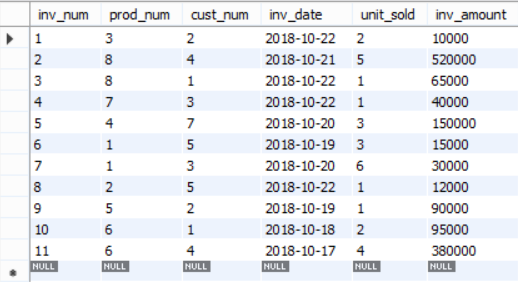 inv_num prod_num cust_num inv_date unit_sold inv_amount
1 3 2 2018-10-22 2 10000
2 8 4 2018-10-21 5 520000
3 8 1 2018-10-22 1 65000
4 7 3 2018-10-22 1 40000
5 4 7 2018-10-20 3 150000
6 1 5 2018-10-19 3 15000
7 1 3 2018-10-20 6 30000
8 2 5 2018-10-22 1 12000
9 5 2 2018-10-19 1 90000
10 6 1 2018-10-18 2 95000
11 6 4 2018-10-17 4 380000
NULL NULL NULL NULL NULL NULL